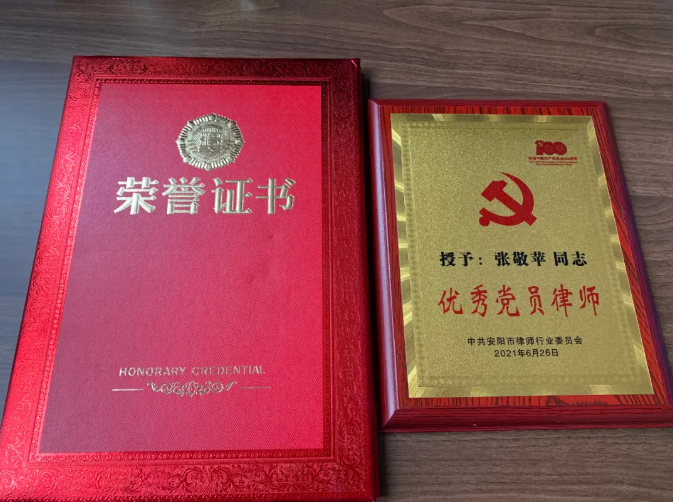 荣誉证书
HONORARY CREDENTIAL
100
授予：张敬苹 同志
优秀党员律师
中共安阳市律师行业委员会
2021年6月26日